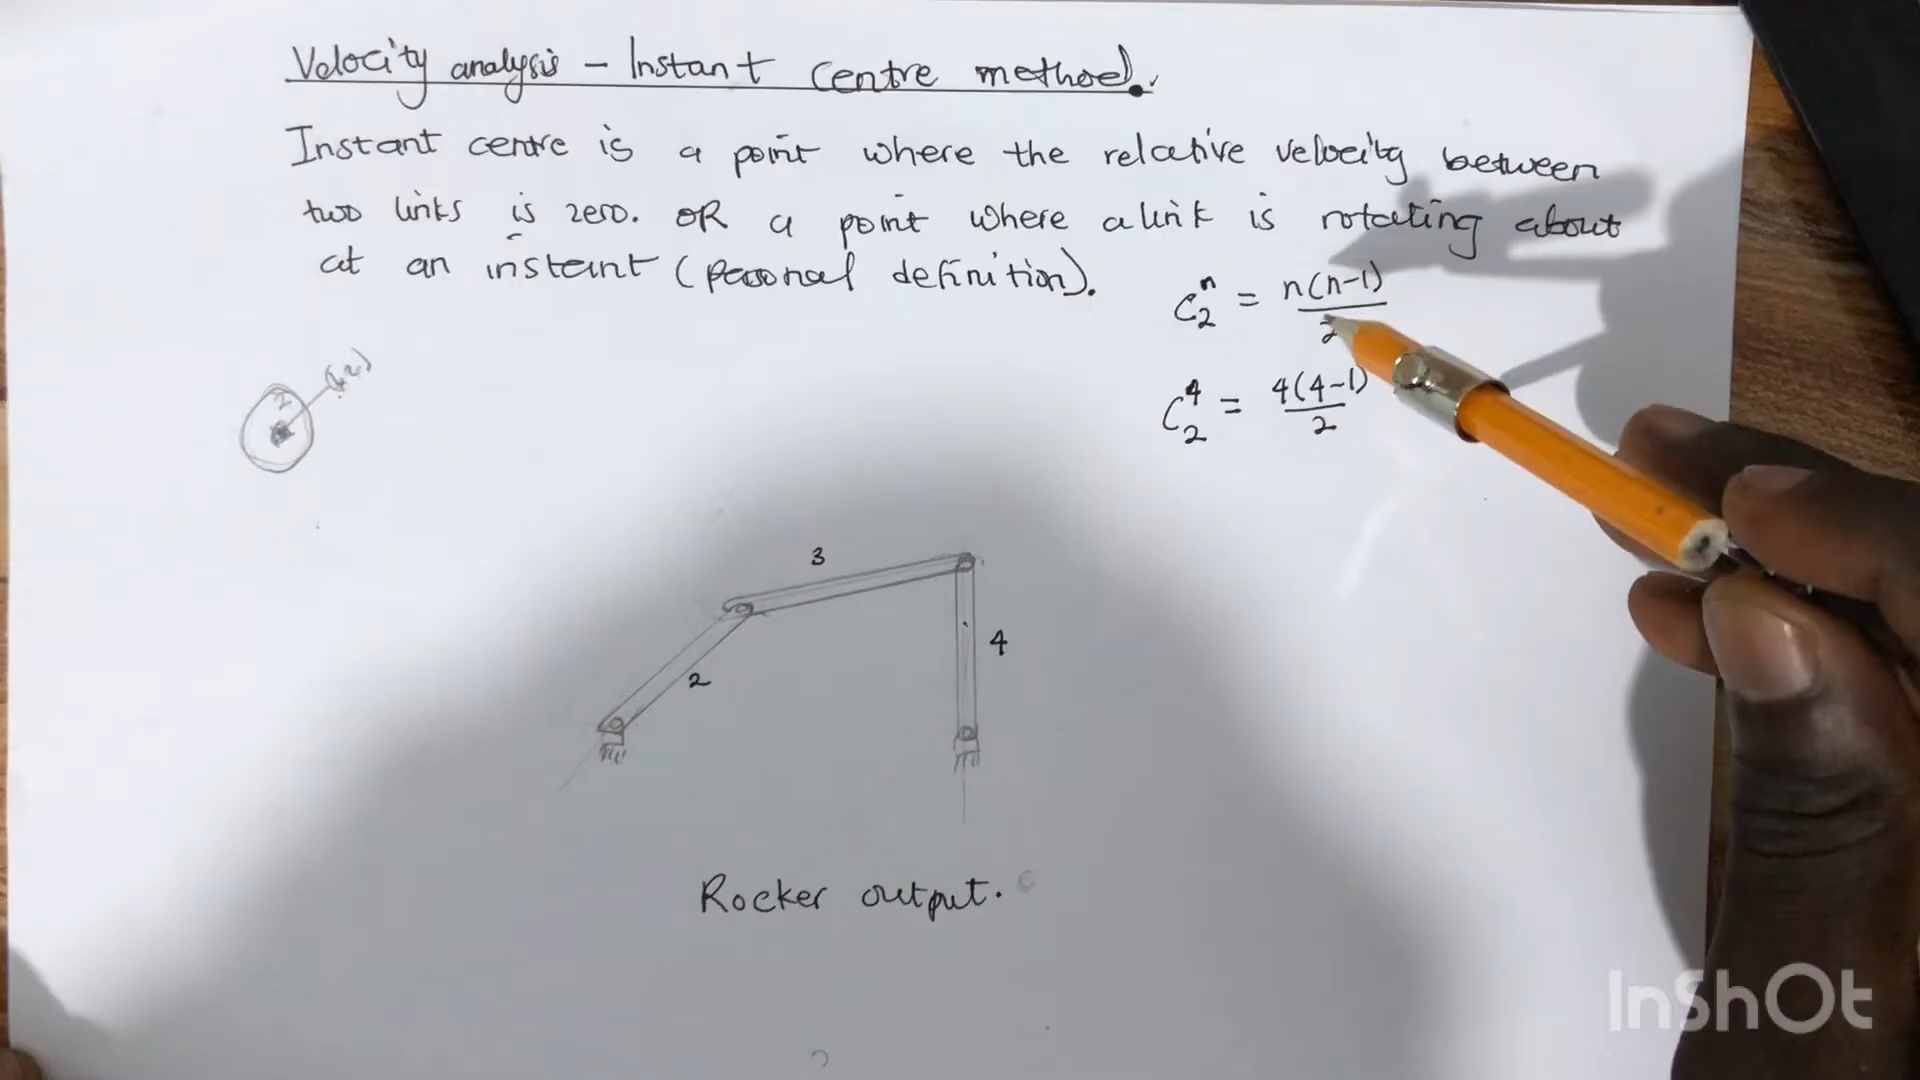 Velocity analysis - Instant Centre method.
Instant centre is a point where the relative velocity between
two links is zero. OR a point where a link is rotating about
at an instant (personal definition).
C₂ⁿ = n(n-1)/2
C₂⁴ = 4(4-1)/2
2
3
4
2
Rocker output.
InShOt